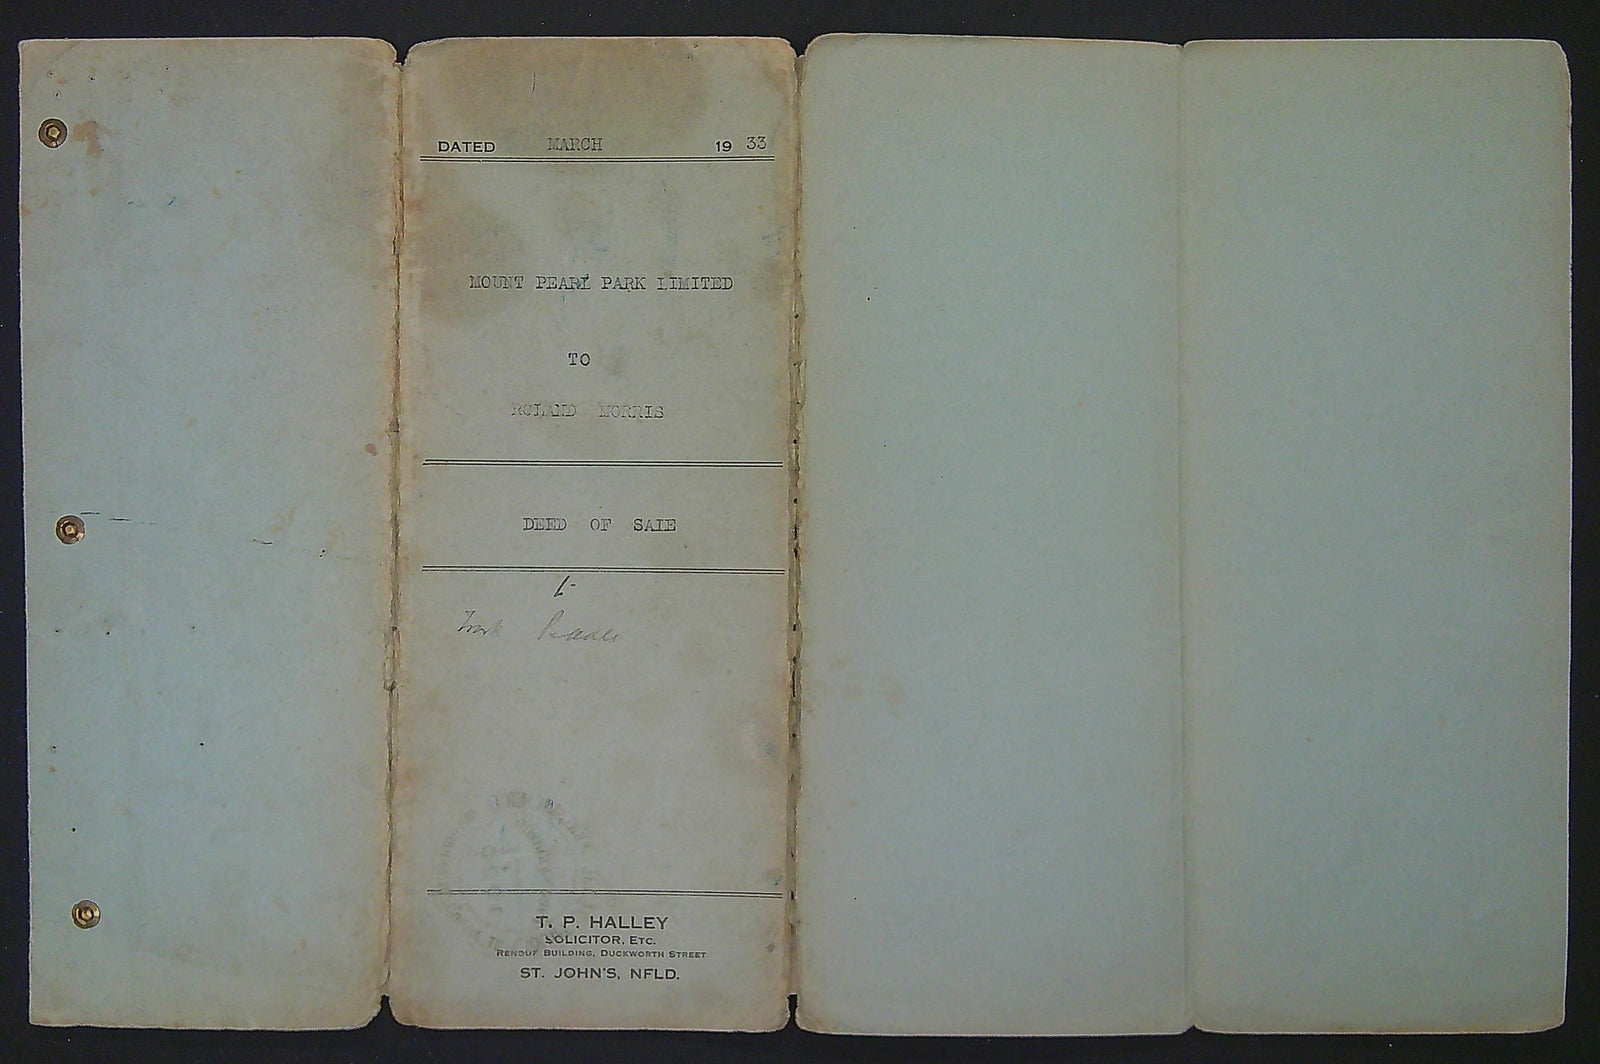 DATED MARCH 19 33
MOUNT PEARL PARK LIMITED
TO
ROLAND MORRIS
DEED OF SALE
T. P. HALLEY
SOLICITOR, ETC.
RENOUF BUILDING, DUCKWORTH STREET
ST. JOHN'S, NFLD.